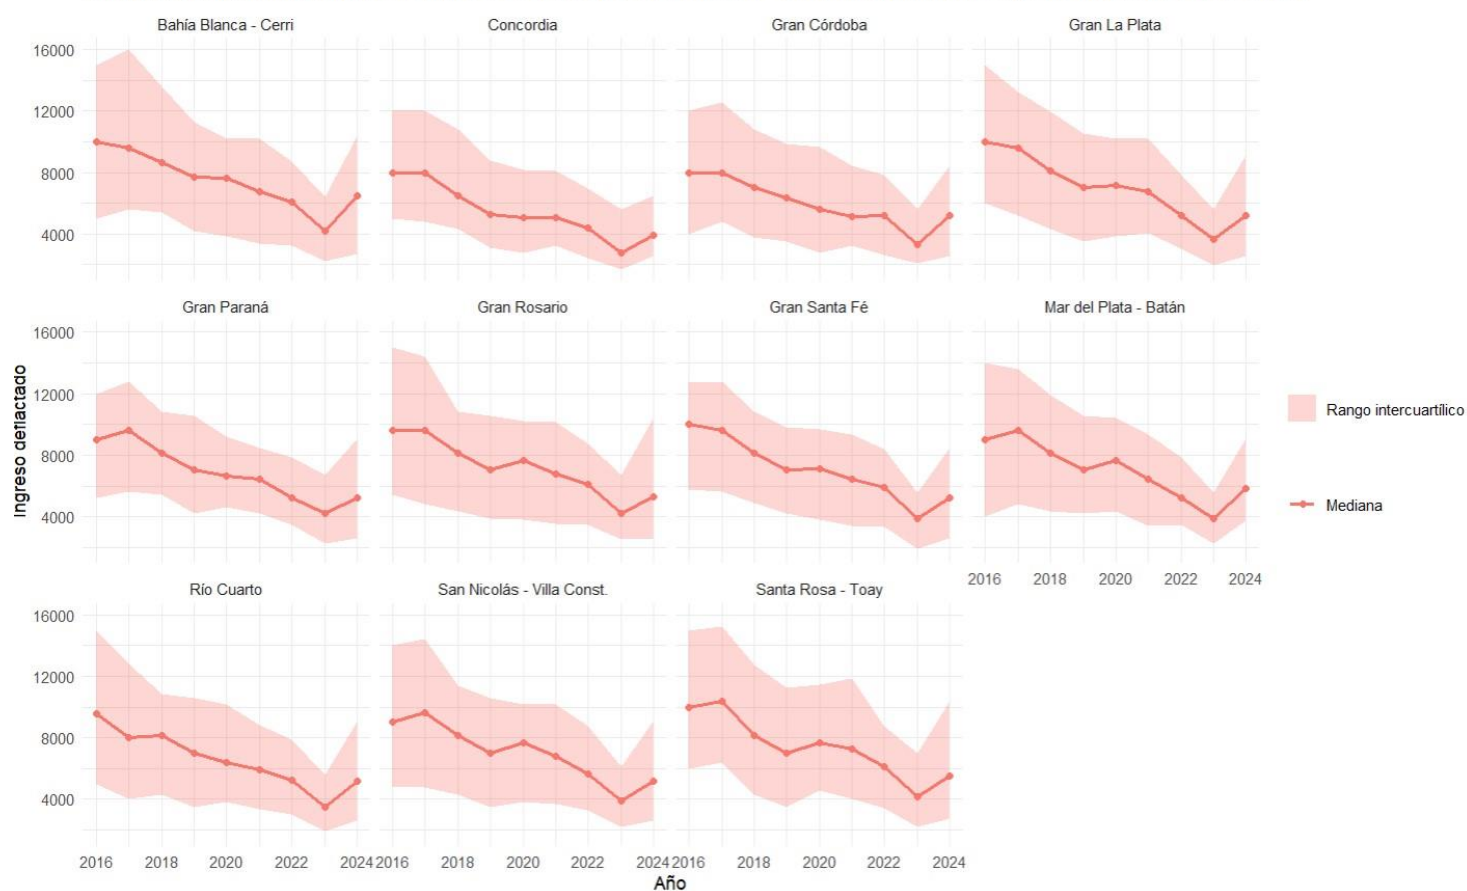 Bahía Blanca - Cerri
Concordia
Gran Córdoba
Gran La Plata
16000
12000
8000
4000
Gran Paraná
Gran Rosario
Gran Santa Fé
Mar del Plata - Batán
16000
12000
8000
4000
2016
2018
2020
2022
2024
Río Cuarto
San Nicolás - Villa Const.
Santa Rosa - Toay
16000
12000
8000
4000
2016
2018
2020
2022
2024
2016
2018
2020
2022
2024
2016
2018
2020
2022
2024
Año
Ingreso deflactado
Rango intercuartílico
Mediana